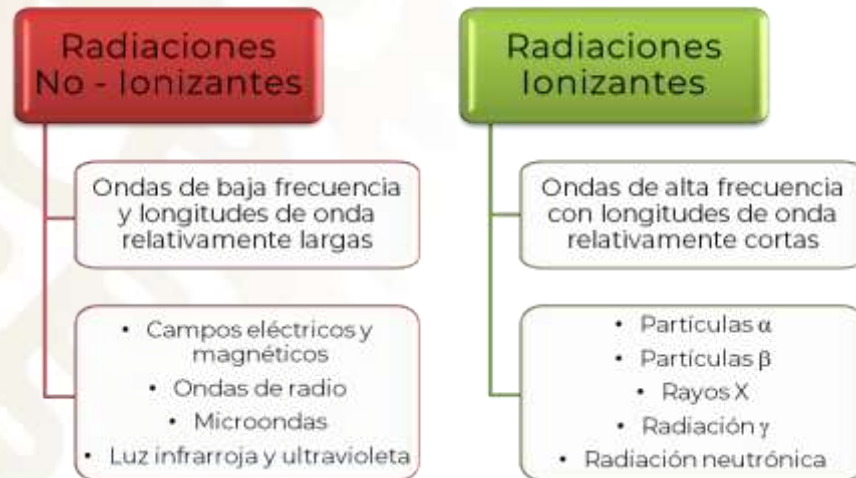 Radiaciones
No - Ionizantes
Ondas de baja frecuencia
y longitudes de onda
relativamente largas
• Campos eléctricos y
magnéticos
• Ondas de radio
• Microondas
• Luz infrarroja y ultravioleta
Radiaciones
Ionizantes
Ondas de alta frecuencia
con longitudes de onda
relativamente cortas
• Partículas α
• Partículas β
• Rayos X
• Radiación γ
• Radiación neutrónica